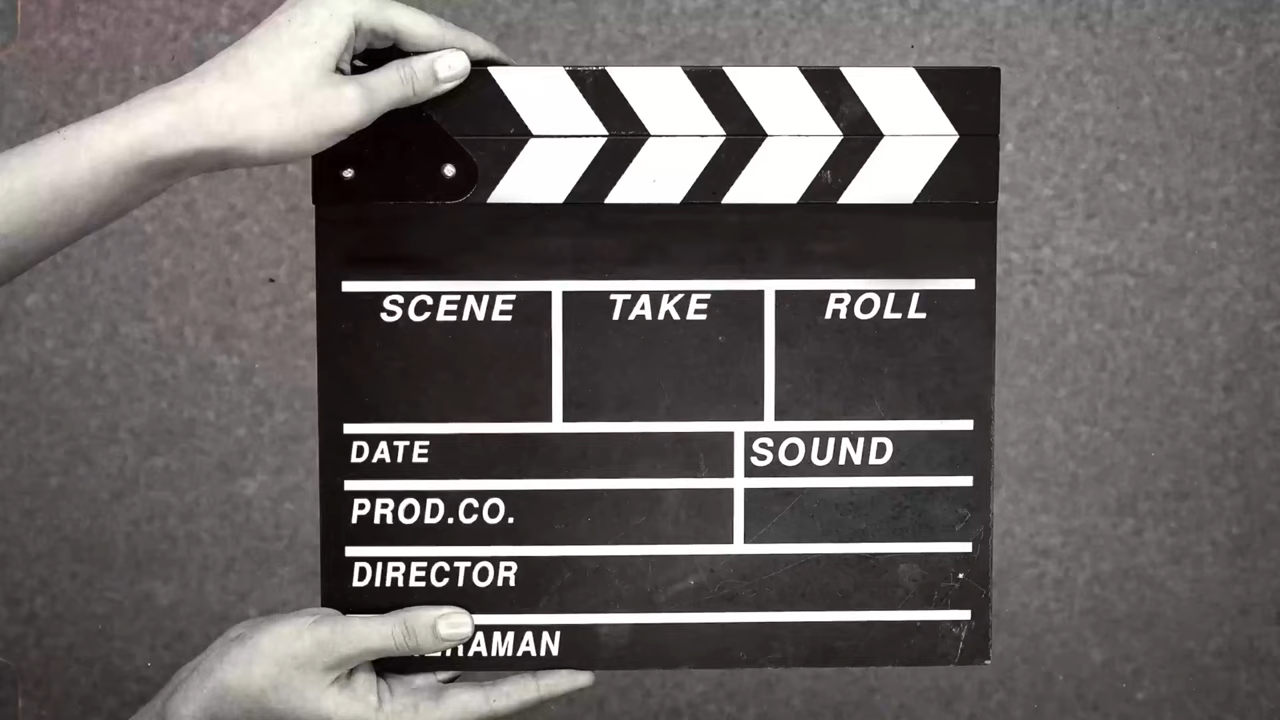 SCENE TAKE ROLL
DATE SOUND
PROD.CO.
DIRECTOR